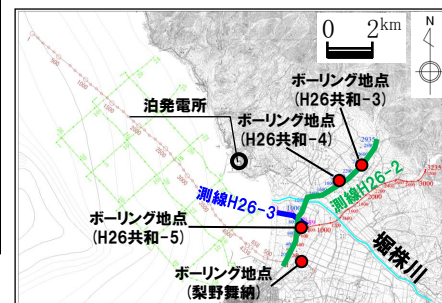 0 2km
N
ボーリング地点
(H26共和-3)
泊発電所
ボーリング地点
(H26共和-4)
測線H26-2
測線H26-3
ボーリング地点
(H26共和-5)
堀株川
ボーリング地点
(梨野舞納)